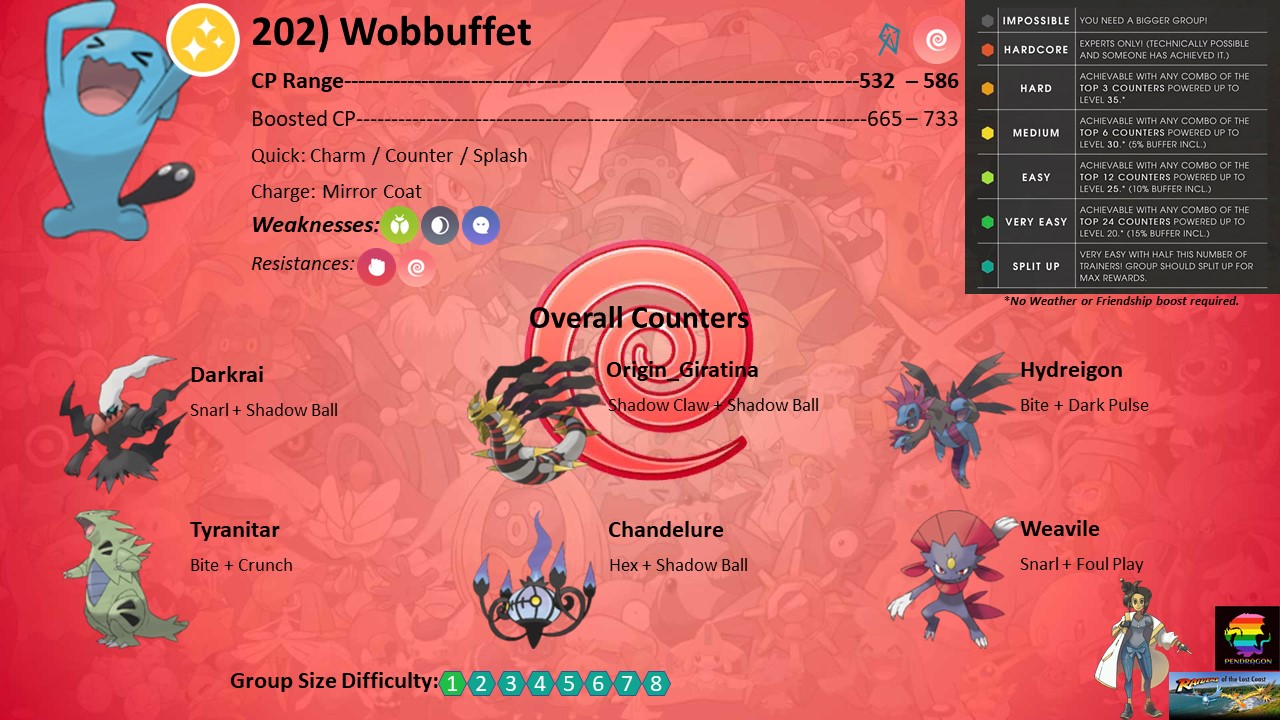 202) Wobbuffet
CP Range---532 – 586
Boosted CP---665 – 733
Quick: Charm / Counter / Splash
Charge: Mirror Coat
Weaknesses:
Resistances:
IMPOSSIBLE YOU NEED A BIGGER GROUP!
HARDCORE EXPERTS ONLY! (TECHNICALLY POSSIBLE
AND SOMEONE HAS ACHIEVED IT.)
HARD ACHIEVABLE WITH ANY COMBO OF THE
TOP 3 COUNTERS POWERED UP TO
LEVEL 35.*
MEDIUM ACHIEVABLE WITH ANY COMBO OF THE
TOP 6 COUNTERS POWERED UP TO
LEVEL 30.* (5% BUFFER INCL.)
EASY ACHIEVABLE WITH ANY COMBO OF THE
TOP 12 COUNTERS POWERED UP TO
LEVEL 25.* (10% BUFFER INCL.)
VERY EASY ACHIEVABLE WITH ANY COMBO OF THE
TOP 24 COUNTERS POWERED UP TO
LEVEL 20.* (15% BUFFER INCL.)
SPLIT UP VERY EASY WITH HALF THIS NUMBER OF
TRAINERS! GROUP SHOULD SPLIT UP FOR
MAX REWARDS.
*No Weather or Friendship boost required.
Overall Counters
Darkrai
Snarl + Shadow Ball
Origin_Giratina
Shadow Claw + Shadow Ball
Hydreigon
Bite + Dark Pulse
Tyranitar
Bite + Crunch
Chandelure
Hex + Shadow Ball
Weavile
Snarl + Foul Play
Group Size Difficulty: 1 2 3 4 5 6 7 8
PENDRAGON
RAIDERS of the Lost Coast